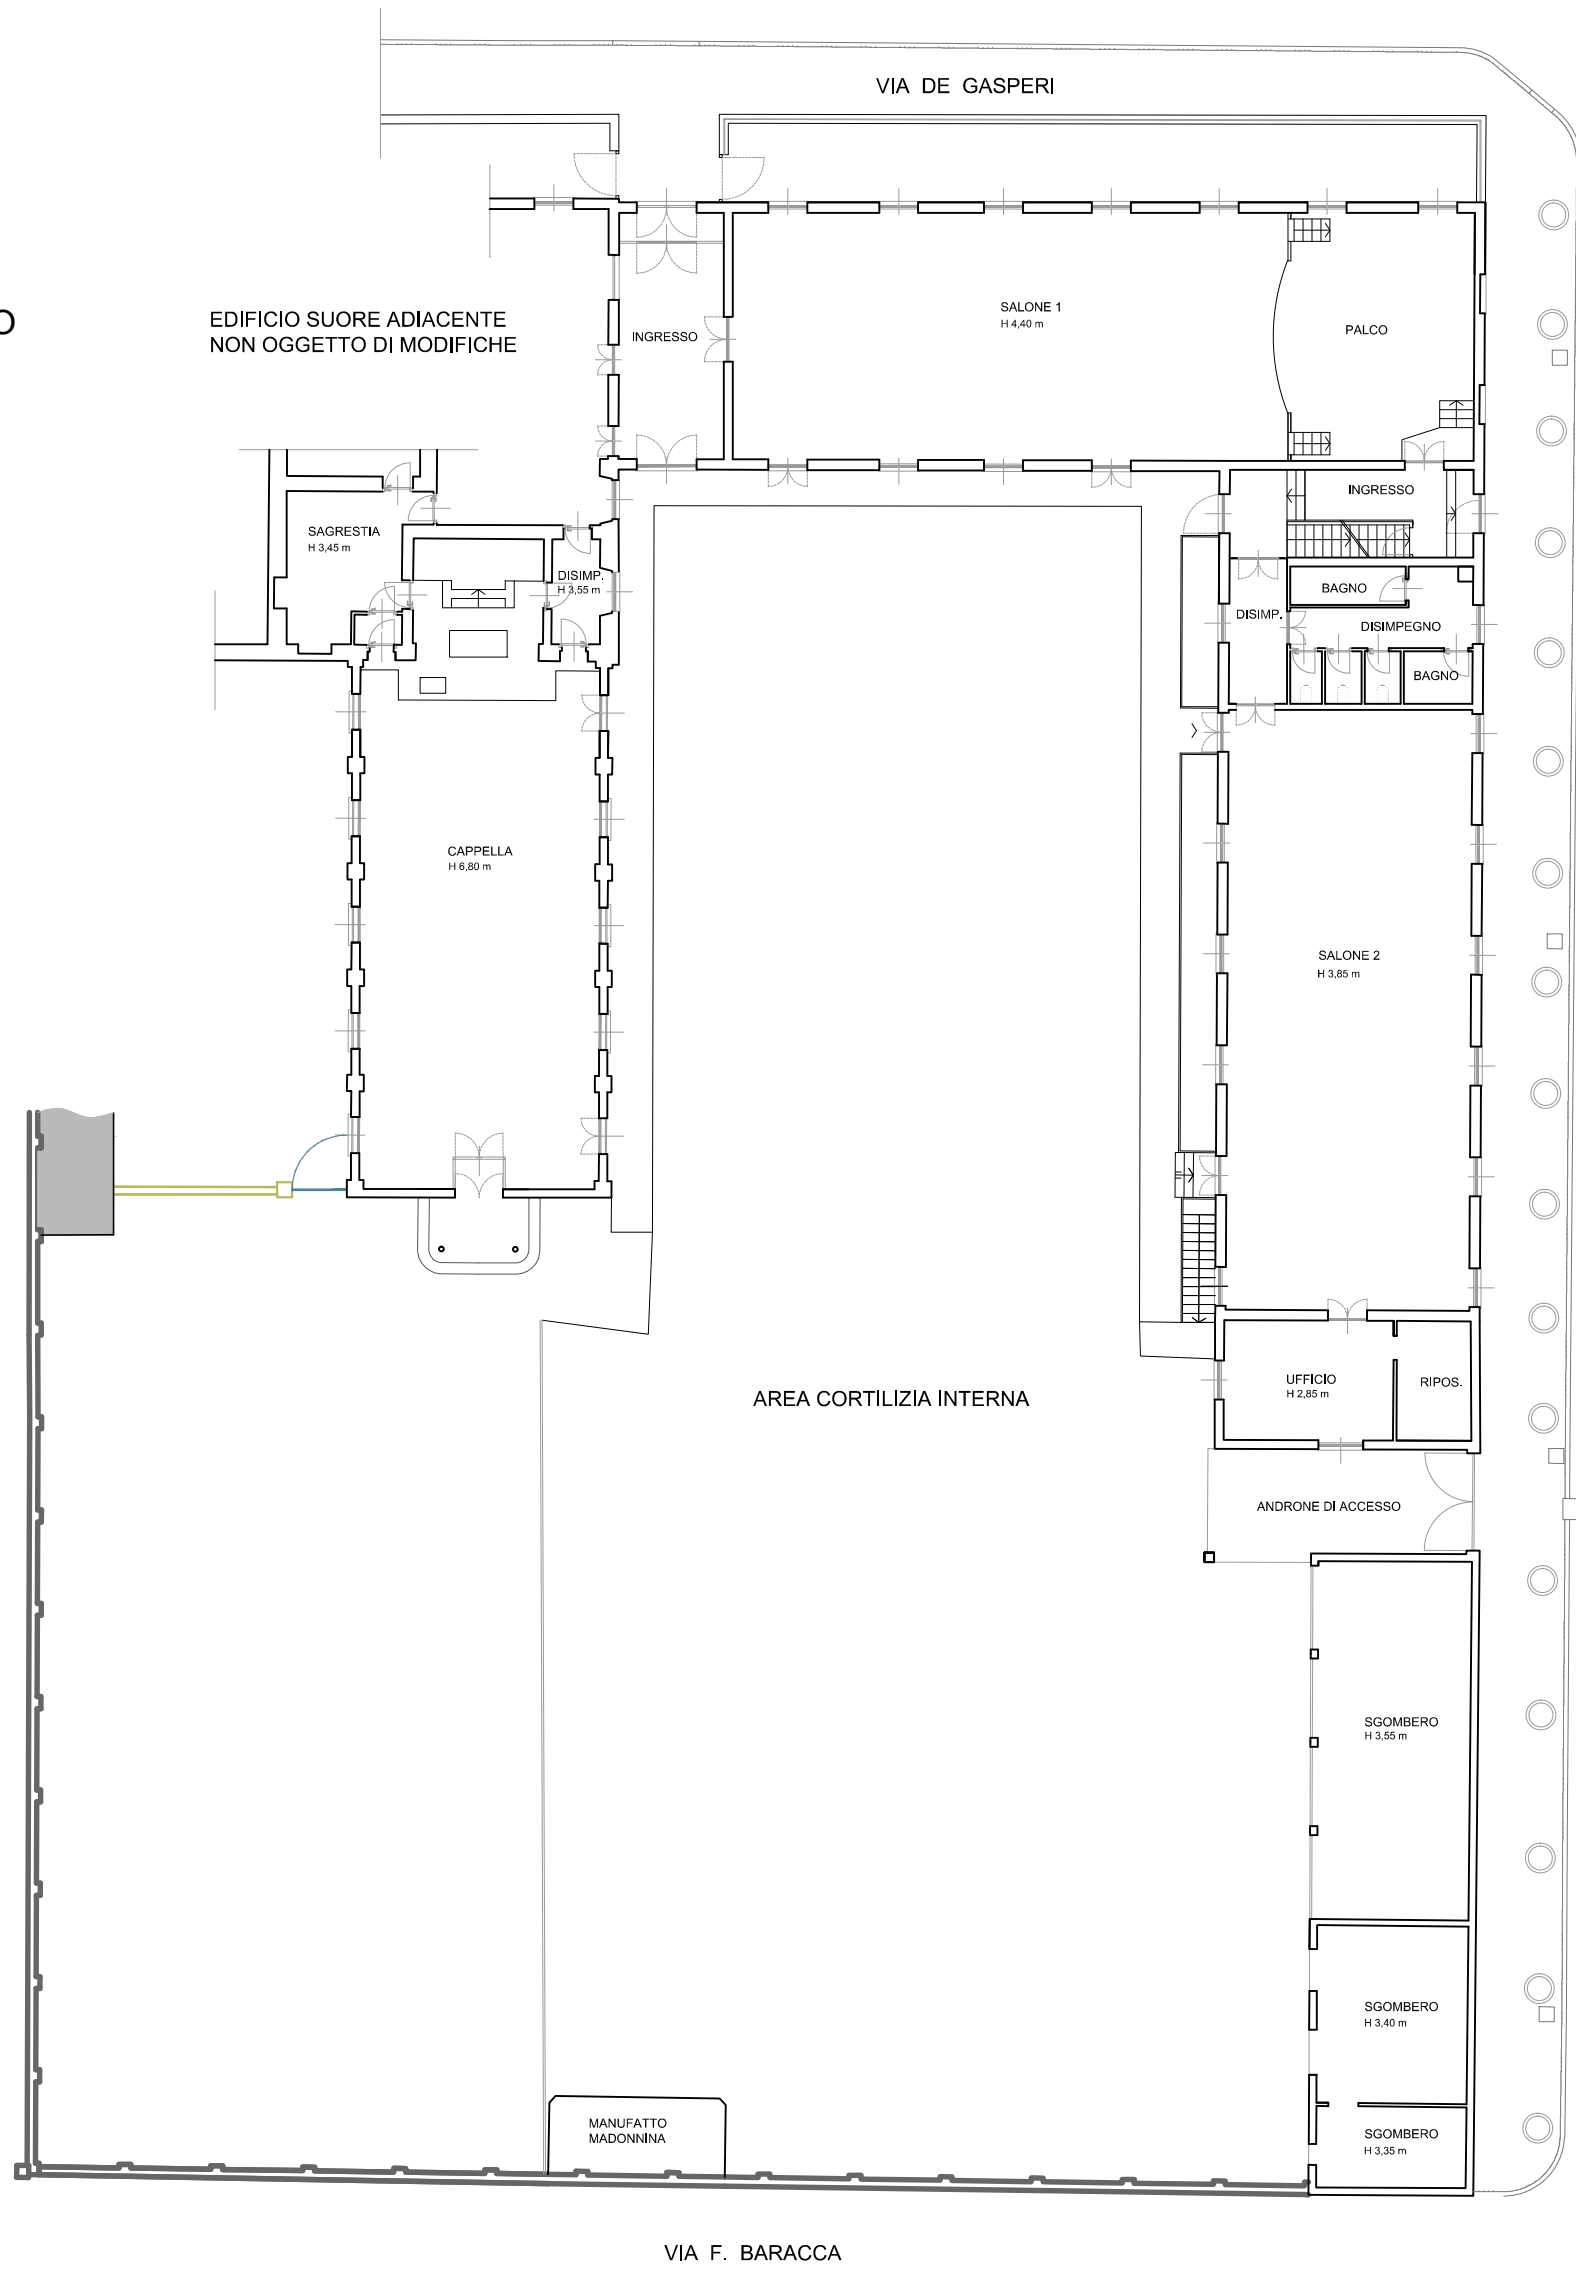 VIA DE GASPERI
O
EDIFICIO SUORE ADIACENTE
NON OGGETTO DI MODIFICHE
INGRESSO
SALONE 1
H 4,40 m
PALCO
INGRESSO
SAGRESTIA
H 3,45 m
DISIMP.
H 3,55 m
BAGNO
DISIMP.
DISIMPEGNO
BAGNO
CAPPELLA
H 6,80 m
SALONE 2
H 3,85 m
AREA CORTILIZIA INTERNA
UFFICIO
H 2,85 m
RIPOS.
ANDRONE DI ACCESSO
SGOMBERO
H 3,55 m
SGOMBERO
H 3,40 m
MANUFATTO
MADONNINA
SGOMBERO
H 3,35 m
VIA F. BARACCA